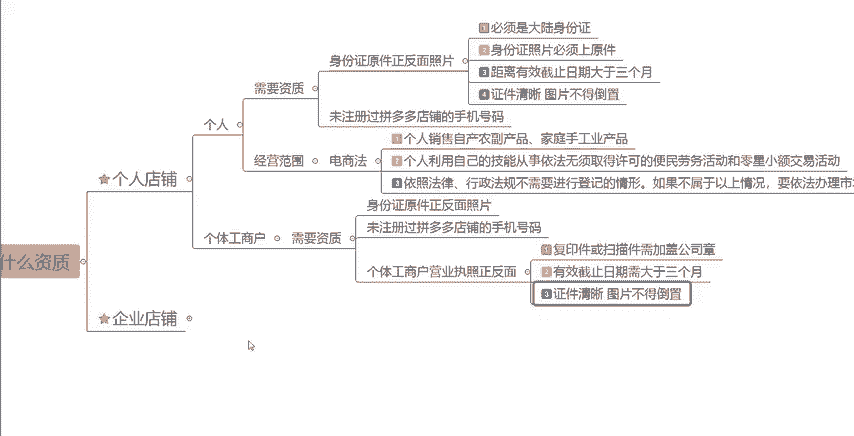 什么资质
个人店铺
个人
需要资质
身份证原件正反面照片
1 必须是大陆身份证
2 身份证照片必须上原件
3 距离有效截止日期大于三个月
4 证件清晰 图片不得倒置
未注册过拼多多店铺的手机号码
经营范围
电商法
1 个人销售自产农副产品、家庭手工业产品
2 个人利用自己的技能从事依法无须取得许可的便民劳务活动和零星小额交易活动
3 依照法律、行政法规不需要进行登记的情形。如果不属于以上情况，要依法办理市
个体工商户
需要资质
身份证原件正反面照片
未注册过拼多多店铺的手机号码
个体工商户营业执照正反面
1 复印件或扫描件需加盖公司章
2 有效截止日期需大于三个月
3 证件清晰 图片不得倒置
企业店铺